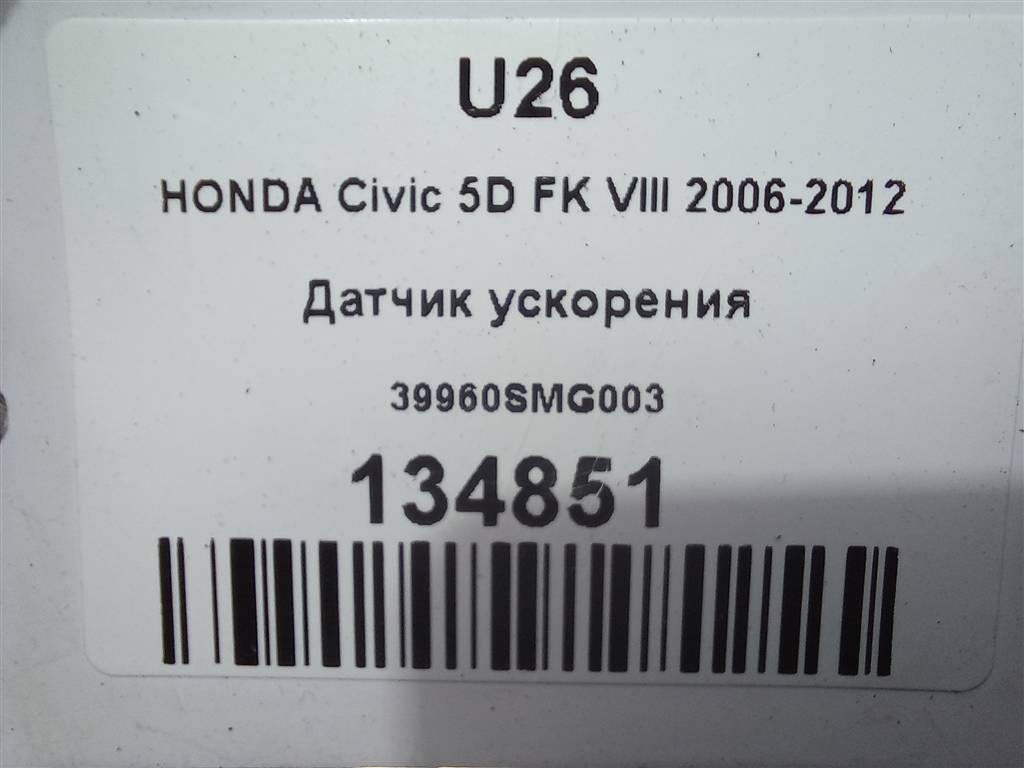 U26
HONDA Civic 5D FK VIII 2006-2012
Датчик ускорения
39960SMG003
134851